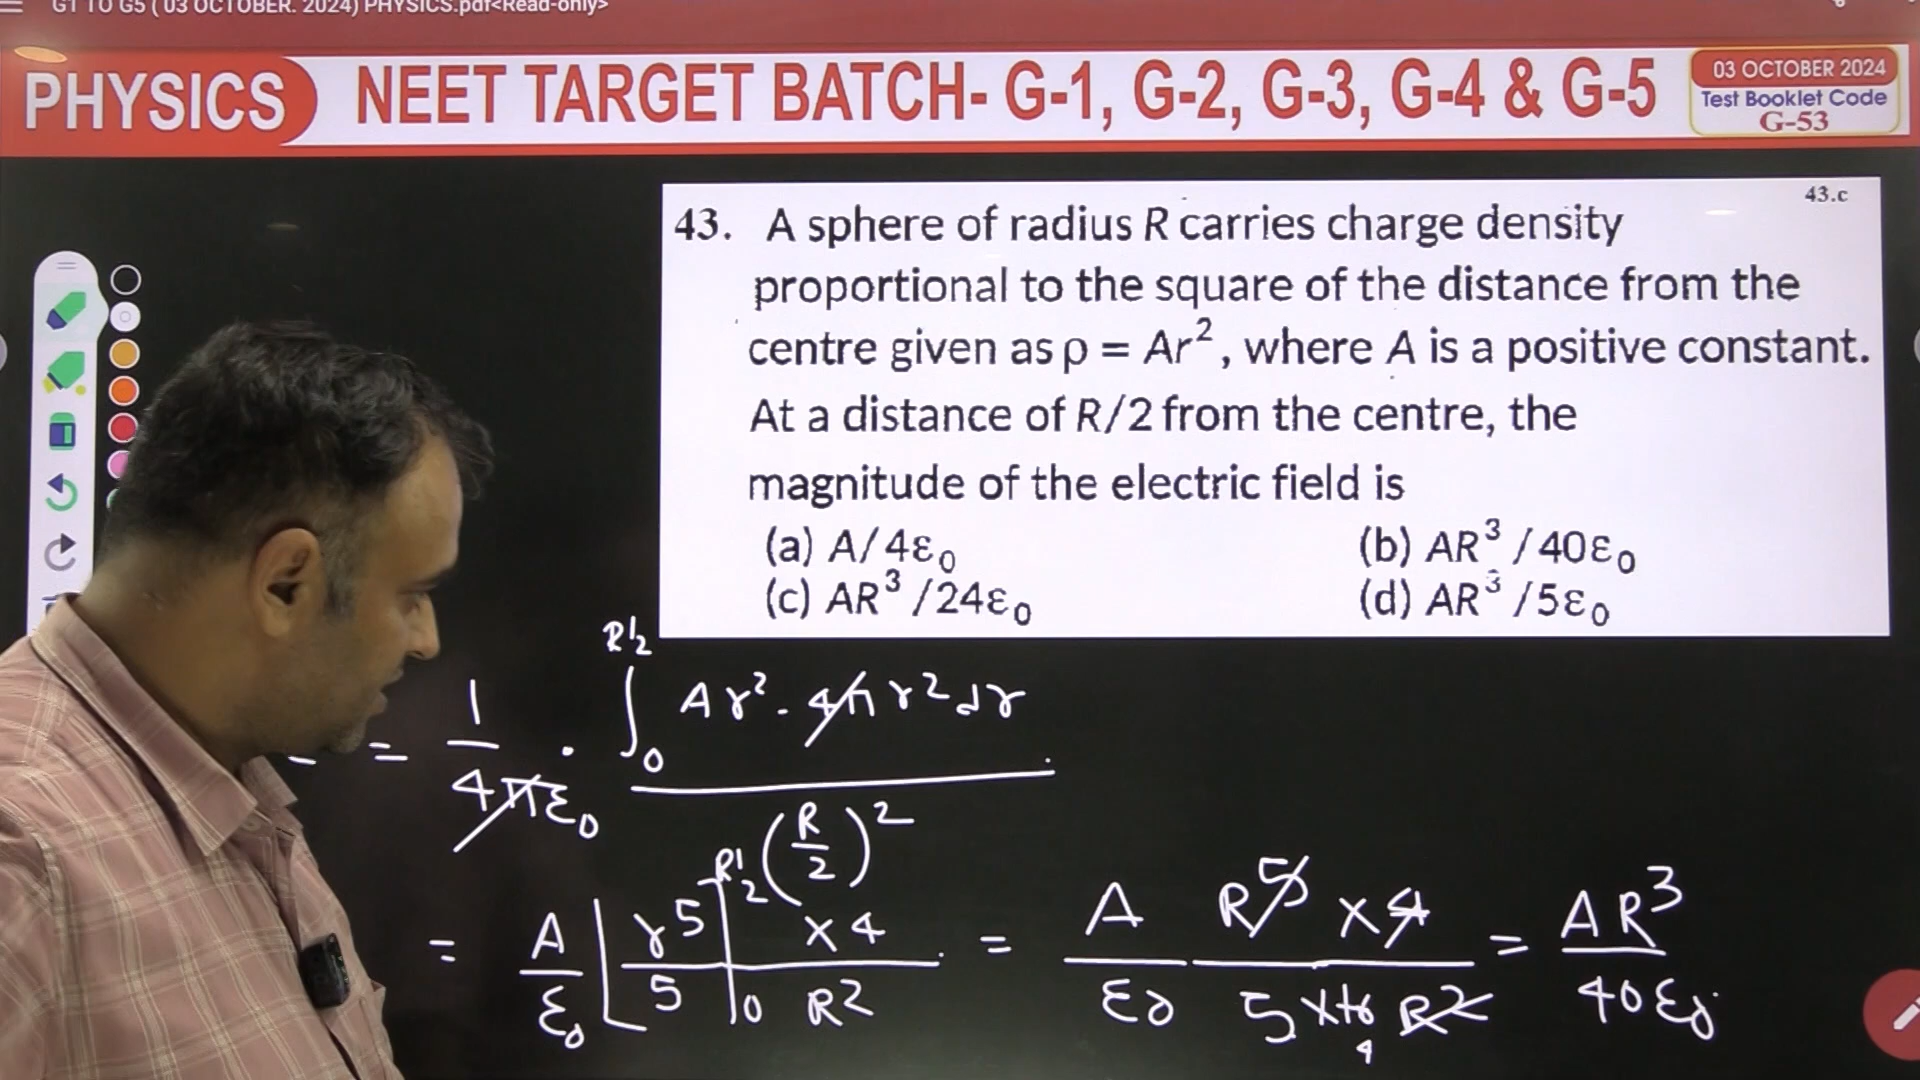 G1 TO G5 ( 03 OCTOBER. 2024) PHYSICS.pdf<Read-only>
PHYSICS NEET TARGET BATCH- G-1, G-2, G-3, G-4 & G-5
03 OCTOBER 2024
Test Booklet Code
G-53
43.c
43. A sphere of radius R carries charge density
proportional to the square of the distance from the
centre given as ρ = Ar², where A is a positive constant.
At a distance of R/2 from the centre, the
magnitude of the electric field is
(a) A/4ε₀ (b) AR³/40ε₀
(c) AR³/24ε₀ (d) AR³/5ε₀
= 1/4πε₀ · ∫₀^R/2 Ar² · 4πr² dr / (R/2)²
= A/ε₀ [ r⁵/5 |₀^R/2 × 4/R² = A/ε₀ R⁵ × 4 / 5 × R² = AR³/40ε₀